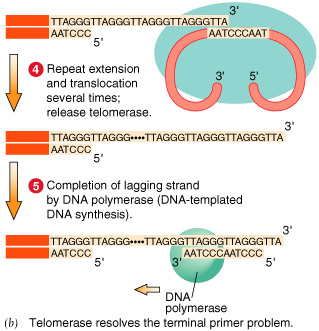 3'
TTAGGGTTAGGGTTAGGGTTAGGGTTA
AATCCC
AATCCCAAT
5'
3' 5'
4 Repeat extension
and translocation
several times;
release telomerase.
3'
TTAGGGTTAGGG••••TTAGGGTTAGGGTTAGGGTTA
AATCCC
5'
5 Completion of lagging strand
by DNA polymerase (DNA-templated
DNA synthesis).
3'
TTAGGGTTAGGG••••TTAGGGTTAGGGTTAGGGTTA
AATCCC
AATCCCAATCCC
5' 3' 5'
DNA
polymerase
(b) Telomerase resolves the terminal primer problem.